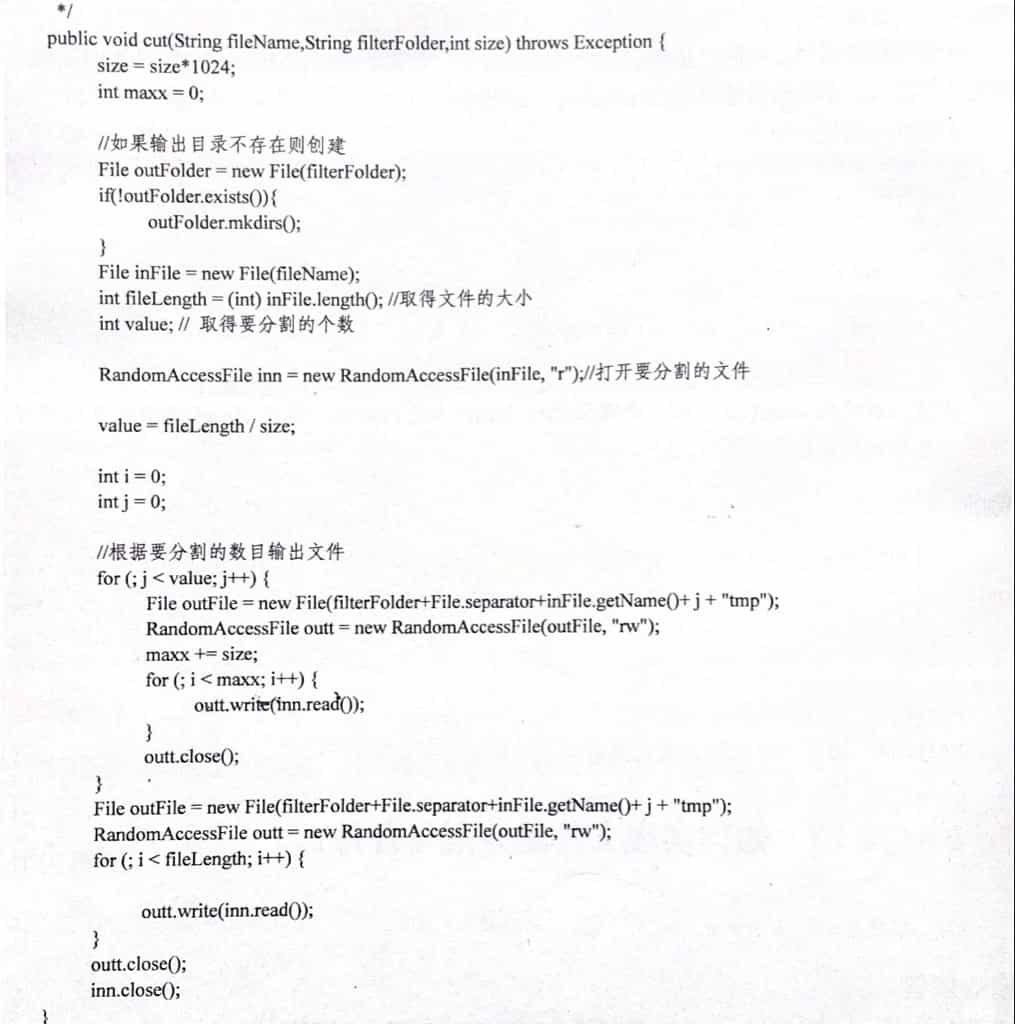 */
public void cut(String fileName,String filterFolder,int size) throws Exception {
size = size*1024;
int maxx = 0;
//如果输出目录不存在则创建
File outFolder = new File(filterFolder);
if(!outFolder.exists()){
outFolder.mkdirs();
}
File inFile = new File(fileName);
int fileLength = (int) inFile.length(); //取得文件的大小
int value; // 取得要分割的个数
RandomAccessFile inn = new RandomAccessFile(inFile, "r");//打开要分割的文件
value = fileLength / size;
int i = 0;
int j = 0;
//根据要分割的数目输出文件
for (; j < value; j++) {
File outFile = new File(filterFolder+File.separator+inFile.getName()+ j + "tmp");
RandomAccessFile outt = new RandomAccessFile(outFile, "rw");
maxx += size;
for (; i < maxx; i++) {
outt.write(inn.read());
}
outt.close();
}
File outFile = new File(filterFolder+File.separator+inFile.getName()+ j + "tmp");
RandomAccessFile outt = new RandomAccessFile(outFile, "rw");
for (; i < fileLength; i++) {
outt.write(inn.read());
}
outt.close();
inn.close();
}